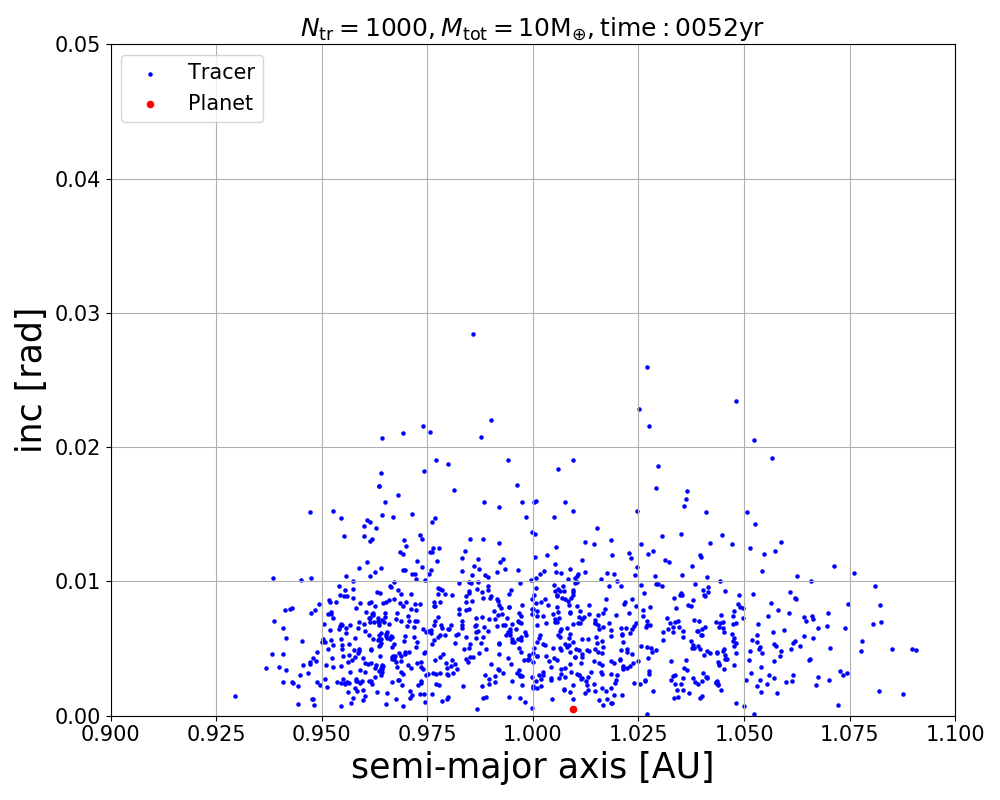 N_tr = 1000, M_tot = 10M_⊕, time : 0052yr
Tracer
Planet
0.05
0.04
0.03
0.02
0.01
0.00
inc [rad]
0.900 0.925 0.950 0.975 1.000 1.025 1.050 1.075 1.100
semi-major axis [AU]